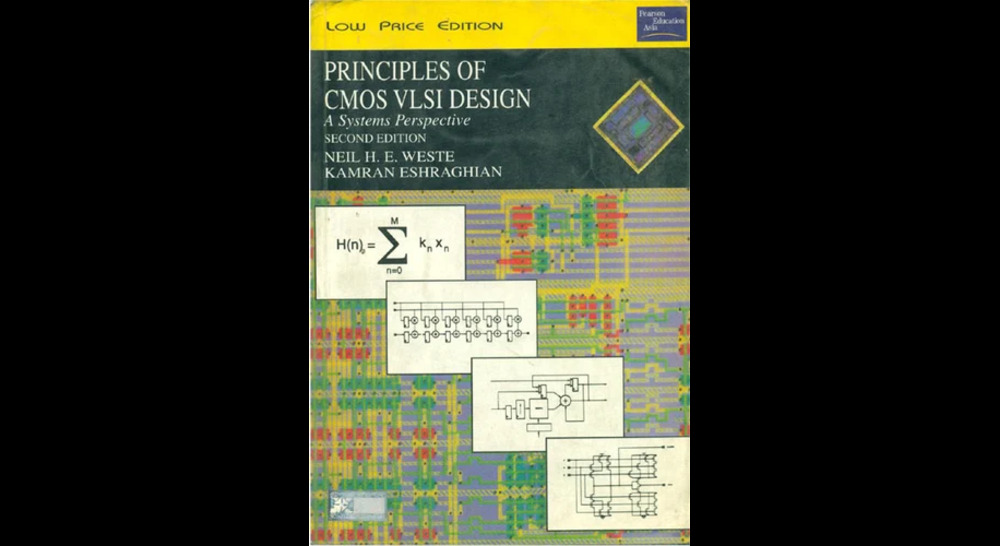 LOW PRICE EDITION
Pearson
Education
Asia
PRINCIPLES OF
CMOS VLSI DESIGN
A Systems Perspective
SECOND EDITION
NEIL H. E. WESTE
KAMRAN ESHRAGHIAN
M
H(n) = Σ kₙ xₙ
n=0